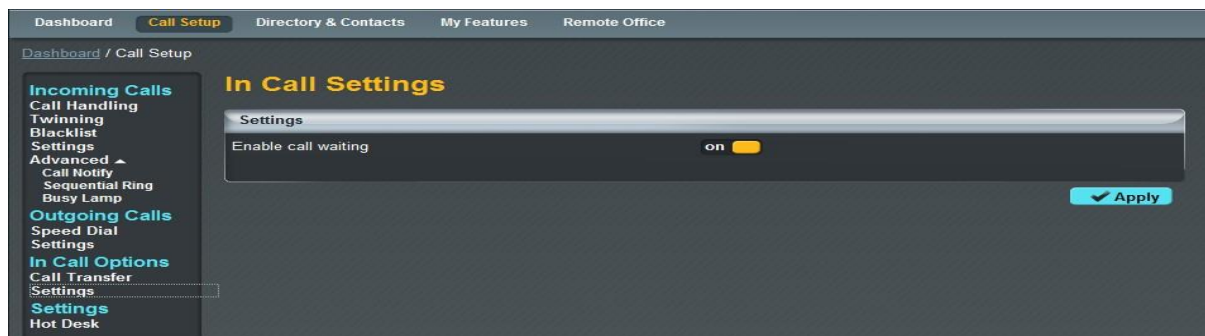 Dashboard Call Setup Directory & Contacts My Features Remote Office
Dashboard / Call Setup
Incoming Calls
Call Handling
Twinning
Blacklist
Settings
Advanced
Call Notify
Sequential Ring
Busy Lamp
Outgoing Calls
Speed Dial
Settings
In Call Options
Call Transfer
Settings
Settings
Hot Desk
In Call Settings
Settings
Enable call waiting on
Apply